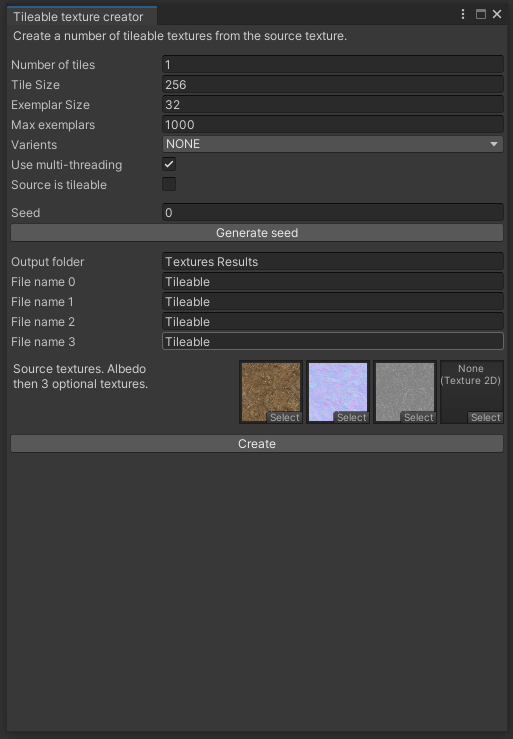 Tileable texture creator
Create a number of tileable textures from the source texture.
Number of tiles 1
Tile Size 256
Exemplar Size 32
Max exemplars 1000
Varients NONE
Use multi-threading
Source is tileable
Seed 0
Generate seed
Output folder Textures Results
File name 0 Tileable
File name 1 Tileable
File name 2 Tileable
File name 3 Tileable
Source textures. Albedo
then 3 optional textures.
None
(Texture 2D)
Select Select Select Select
Create